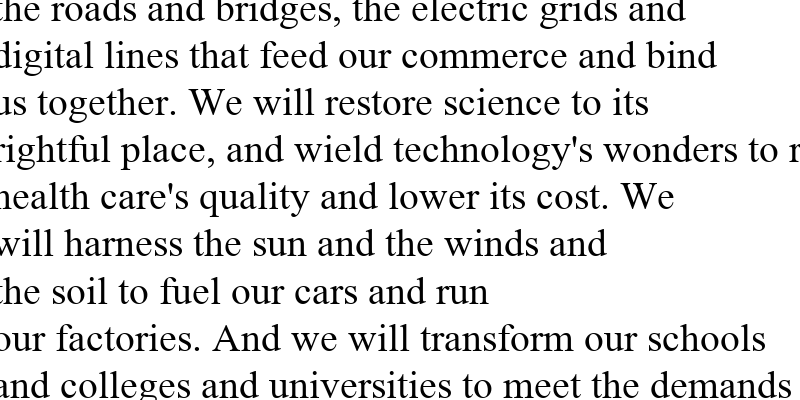 the roads and bridges, the electric grids and
digital lines that feed our commerce and bind
us together. We will restore science to its
rightful place, and wield technology's wonders to
health care's quality and lower its cost. We
will harness the sun and the winds and
the soil to fuel our cars and run
our factories. And we will transform our schools
and colleges and universities to meet the demands